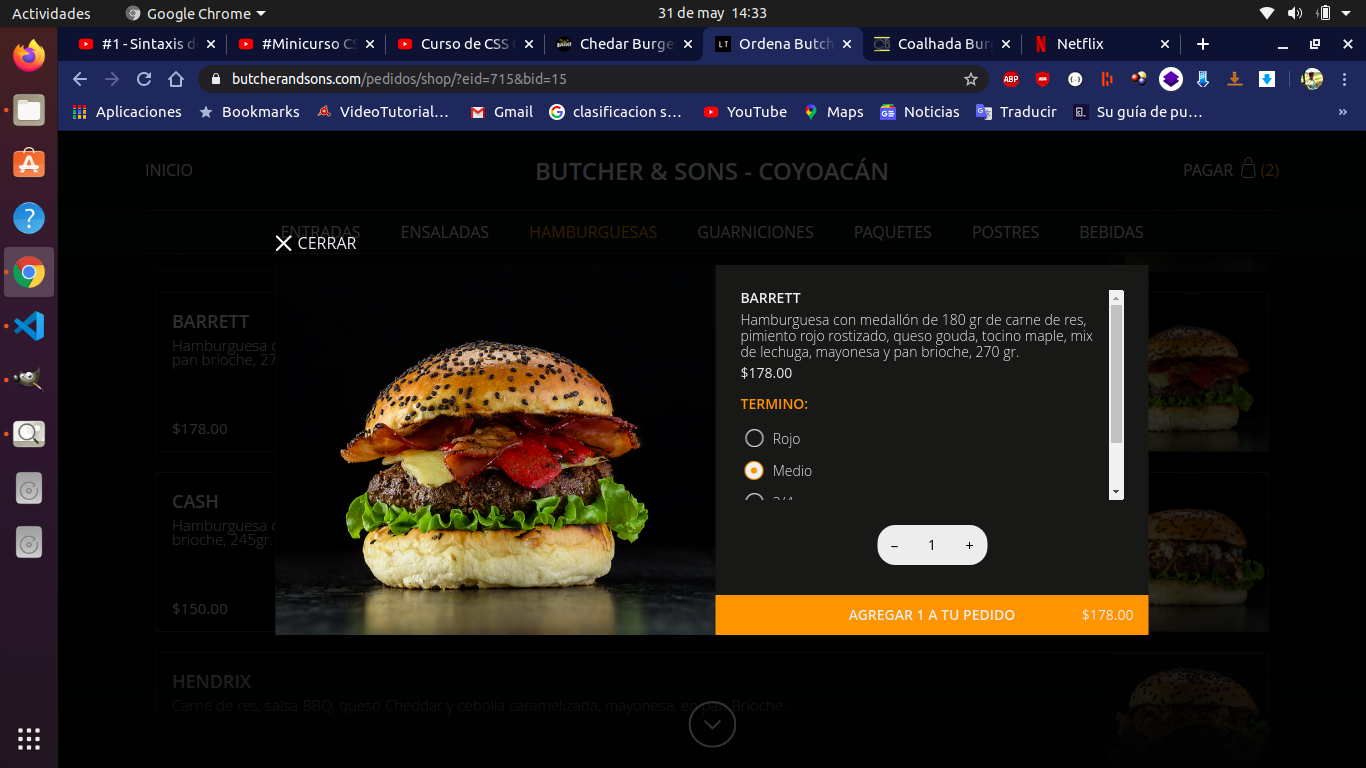 Actividades
Google Chrome
31 de may 14:33
#1 - Sintaxis d
#Minicurso CS
Curso de CSS
Chedar Burge
Ordena Butch
Coalhada Burg
Netflix
butcherandsons.com/pedidos/shop/?eid=715&bid=15
Aplicaciones
Bookmarks
VideoTutorial...
Gmail
clasificacion s...
YouTube
Maps
Noticias
Traducir
Su guía de pu...
»
INICIO
BUTCHER & SONS - COYOACÁN
PAGAR (2)
ENTRADAS
ENSALADAS
HAMBURGUESAS
GUARNICIONES
PAQUETES
POSTRES
BEBIDAS
CERRAR
BARRETT
Hamburguesa
pan brioche, 27
$178.00
CASH
Hamburguesa
brioche, 245gr.
$150.00
HENDRIX
Carne de res, salsa BBQ, queso Cheddar y cebolla caramelizada, mayonesa, en pan Brioche.
BARRETT
Hamburguesa con medallón de 180 gr de carne de res,
pimiento rojo rostizado, queso gouda, tocino maple, mix
de lechuga, mayonesa y pan brioche, 270 gr.
$178.00
TERMINO:
Rojo
Medio
3/4
– 1 +
AGREGAR 1 A TU PEDIDO $178.00